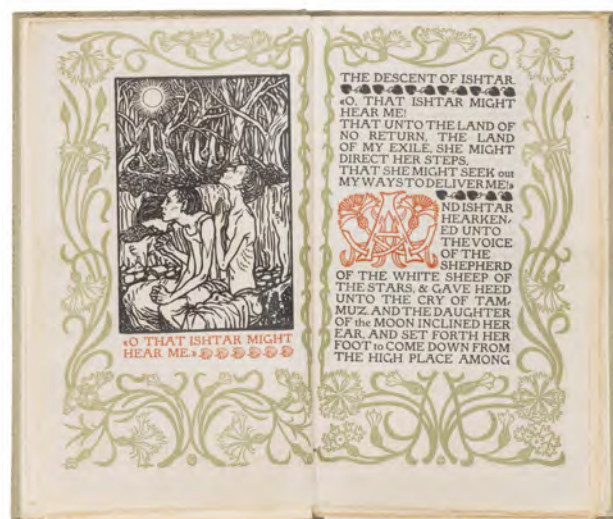 «O THAT ISHTAR MIGHT
HEAR ME.»
THE DESCENT OF ISHTAR
«O, THAT ISHTAR MIGHT
HEAR ME!
THAT UNTO THE LAND OF
NO RETURN, THE LAND
OF MY EXILE, SHE MIGHT
DIRECT HER STEPS,
THAT SHE MIGHT SEEK out
MY WAYS TO DELIVER ME!»
AND ISHTAR
HEARKEN,
ED UNTO
THE VOICE
OF THE
SHEPHERD
OF THE WHITE SHEEP OF
THE STARS, & GAVE HEED
UNTO THE CRY OF TAM,
MUZ. AND THE DAUGHTER
OF the MOON INCLINED HER
EAR, AND SET FORTH HER
FOOT to COME DOWN FROM
THE HIGH PLACE AMONG